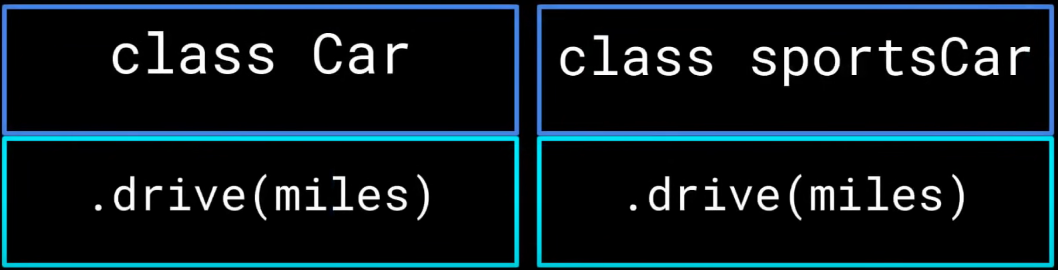 class Car
.drive(miles)
class sportsCar
.drive(miles)